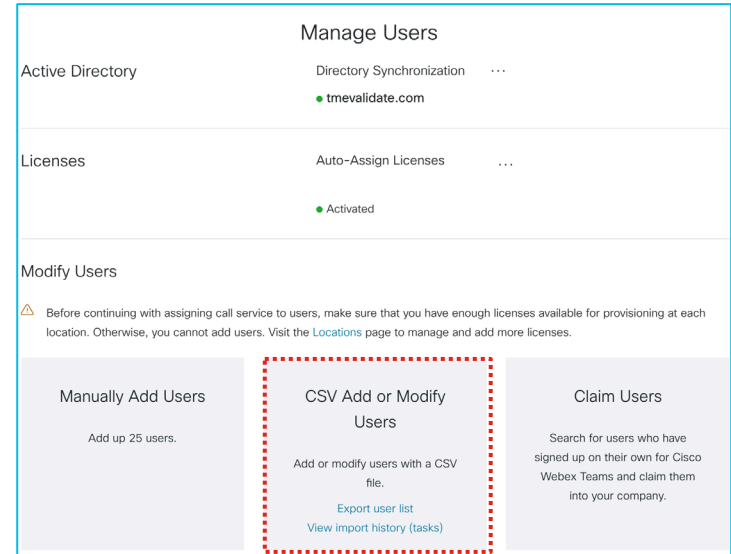 Manage Users
Active Directory
Directory Synchronization ...
tmevalidate.com
Licenses
Auto-Assign Licenses ...
Activated
Modify Users
Before continuing with assigning call service to users, make sure that you have enough licenses available for provisioning at each
location. Otherwise, you cannot add users. Visit the Locations page to manage and add more licenses.
Manually Add Users
Add up 25 users.
CSV Add or Modify
Users
Add or modify users with a CSV
file.
Export user list
View import history (tasks)
Claim Users
Search for users who have
signed up on their own for Cisco
Webex Teams and claim them
into your company.